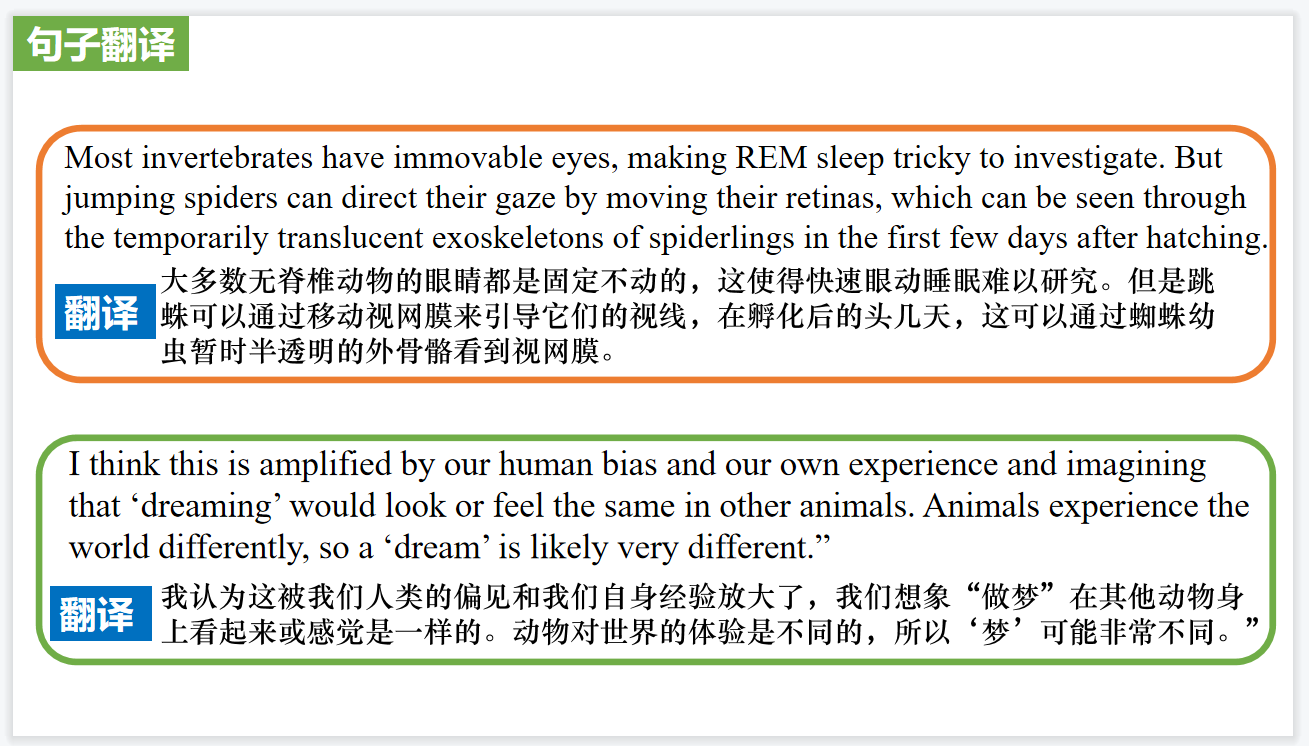 句子翻译
Most invertebrates have immovable eyes, making REM sleep tricky to investigate. But
jumping spiders can direct their gaze by moving their retinas, which can be seen through
the temporarily translucent exoskeletons of spiderlings in the first few days after hatching.
翻译
大多数无脊椎动物的眼睛都是固定不动的，这使得快速眼动睡眠难以研究。但是跳
蛛可以通过移动视网膜来引导它们的视线，在孵化后的头几天，这可以通过蜘蛛幼
虫暂时半透明的外骨骼看到视网膜。
I think this is amplified by our human bias and our own experience and imagining
that ‘dreaming’ would look or feel the same in other animals. Animals experience the
world differently, so a ‘dream’ is likely very different.”
翻译
我认为这被我们人类的偏见和我们自身经验放大了，我们想象“做梦”在其他动物身
上看起来或感觉是一样的。动物对世界的体验是不同的，所以‘梦’可能非常不同。”